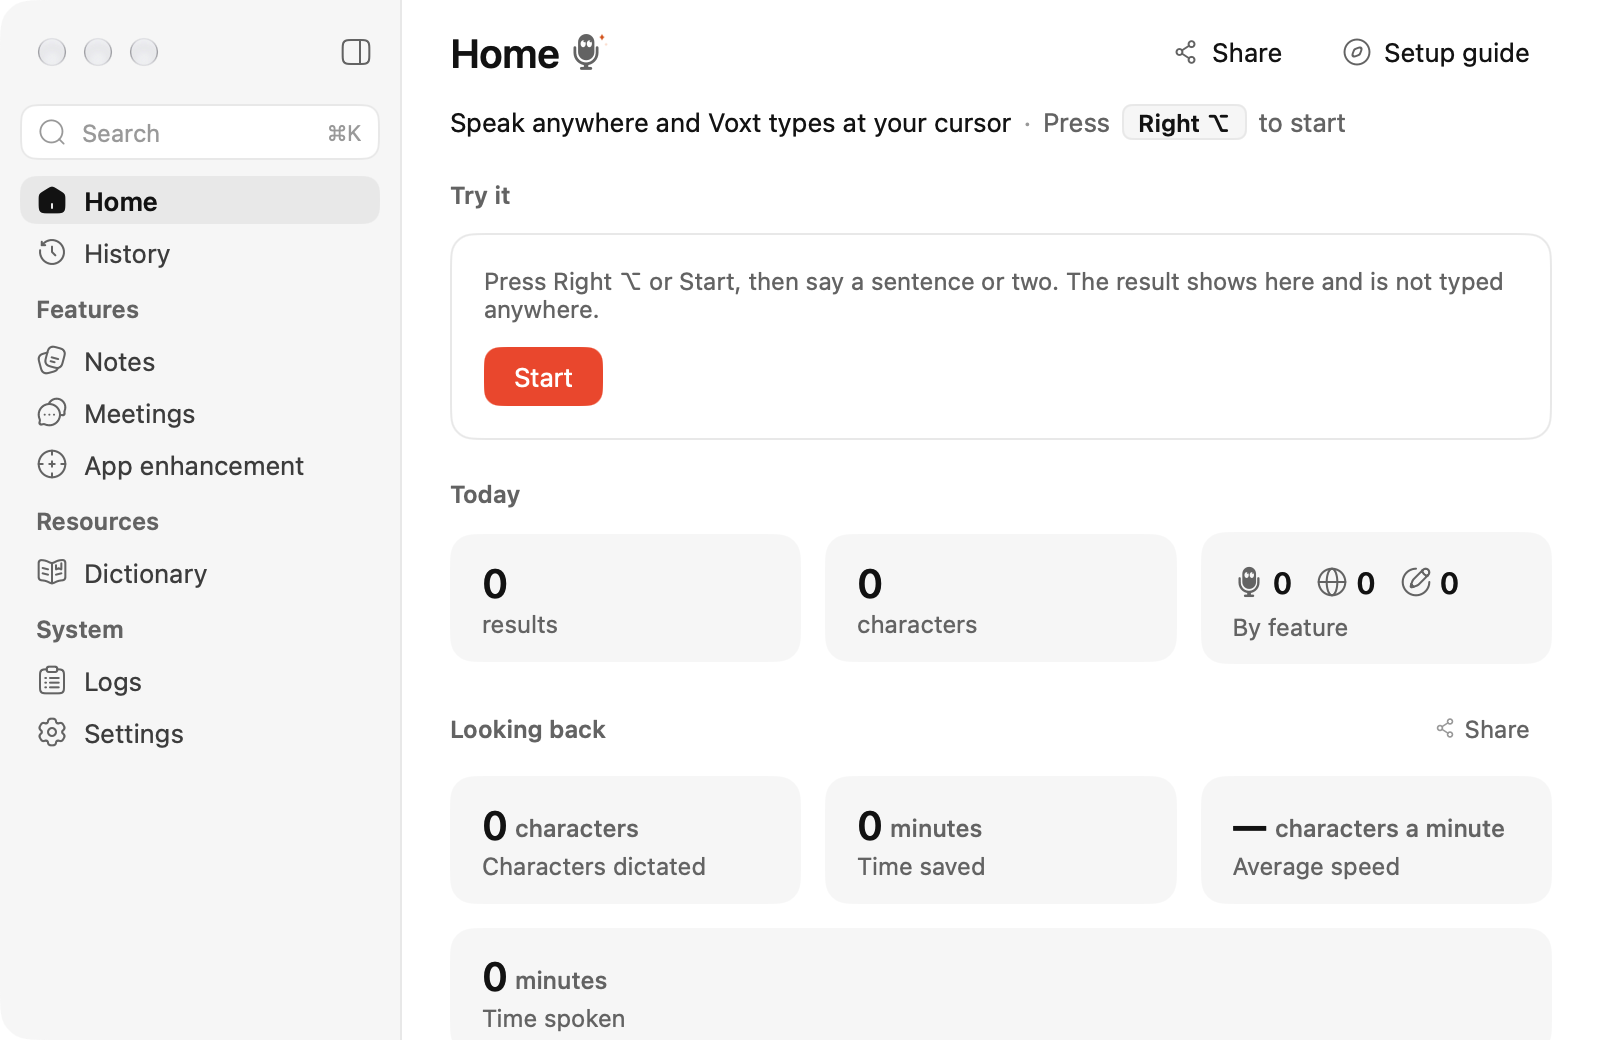 Search ⌘K
Home
History
Features
Notes
Meetings
App enhancement
Resources
Dictionary
System
Logs
Settings
Home
Share
Setup guide
Speak anywhere and Voxt types at your cursor · Press Right ⌥ to start
Try it
Press Right ⌥ or Start, then say a sentence or two. The result shows here and is not typed
anywhere.
Start
Today
0
results
0
characters
0 0 0
By feature
Looking back
Share
0 characters
Characters dictated
0 minutes
Time saved
— characters a minute
Average speed
0 minutes
Time spoken